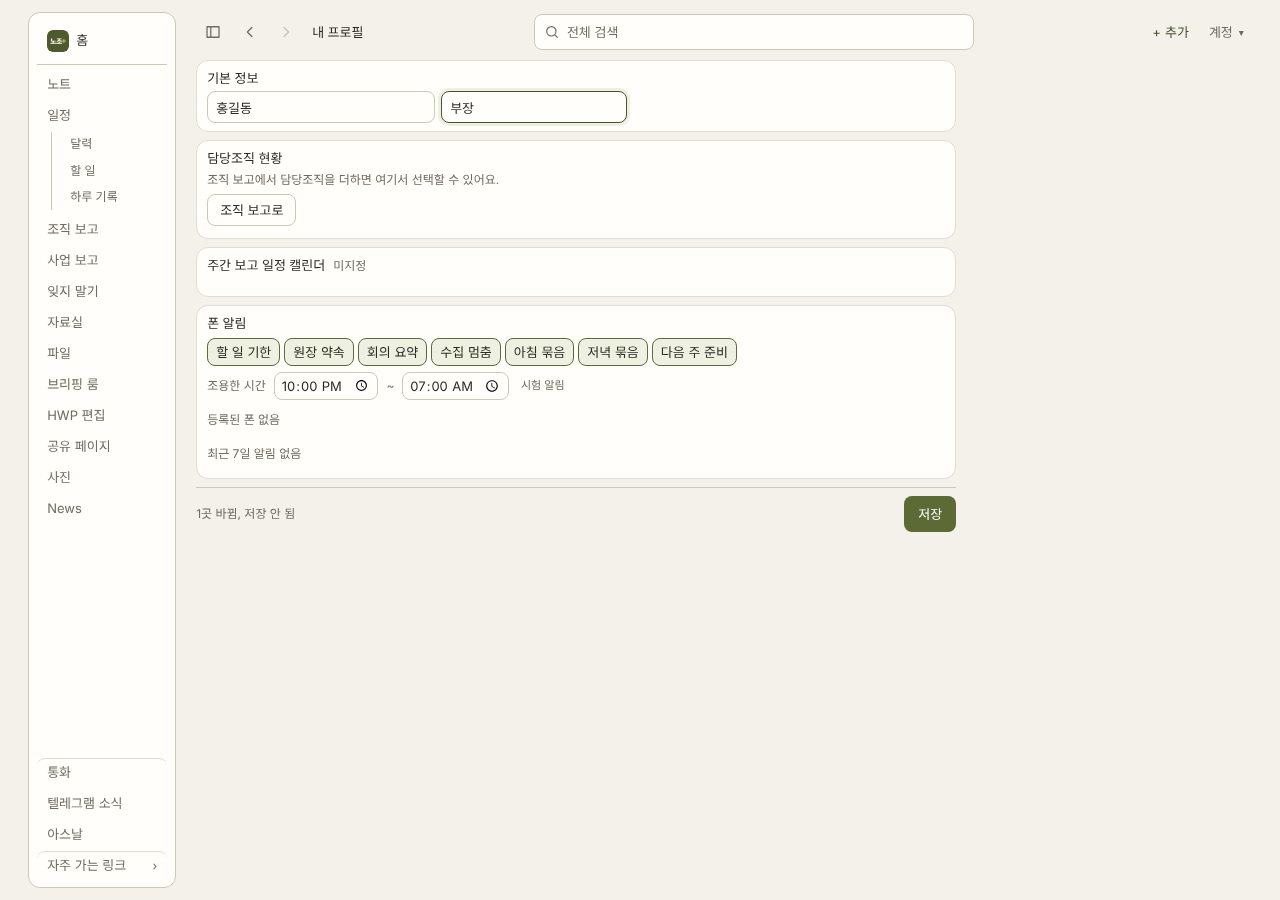 홈
노트
일정
달력
할 일
하루 기록
조직 보고
사업 보고
잊지 말기
자료실
파일
브리핑 룸
HWP 편집
공유 페이지
사진
News
통화
텔레그램 소식
아스날
자주 가는 링크 ›
내 프로필
전체 검색
+ 추가
계정 ▼
기본 정보
홍길동
부장
담당조직 현황
조직 보고에서 담당조직을 더하면 여기서 선택할 수 있어요.
조직 보고로
주간 보고 일정 캘린더 미지정
폰 알림
할 일 기한 원장 약속 회의 요약 수집 멈춤 아침 묶음 저녁 묶음 다음 주 준비
조용한 시간 10:00 PM ~ 07:00 AM 시험 알림
등록된 폰 없음
최근 7일 알림 없음
1곳 바뀜, 저장 안 됨
저장